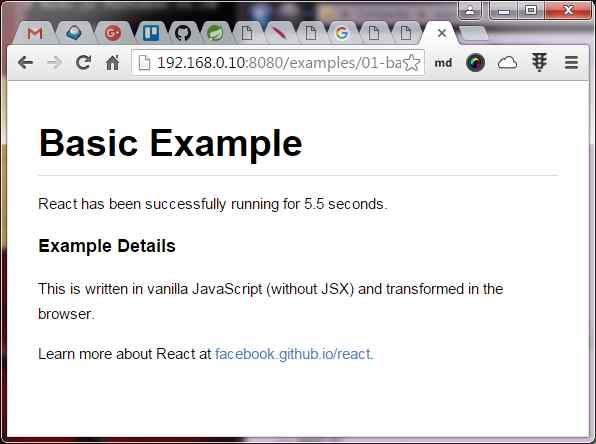 192.168.0.10:8080/examples/01-ba
md
Basic Example
React has been successfully running for 5.5 seconds.
Example Details
This is written in vanilla JavaScript (without JSX) and transformed in the
browser.
Learn more about React at facebook.github.io/react.